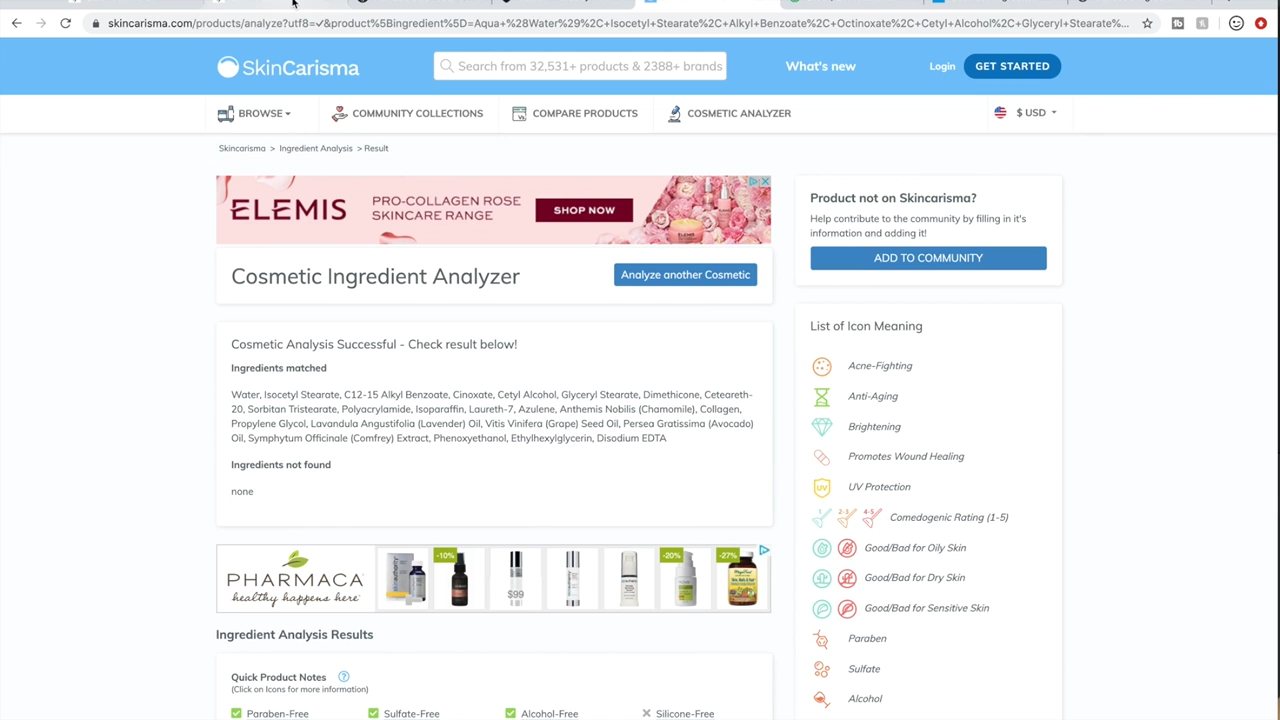 skincarisma.com/products/analyze?utf8=✓&product%5Bingredient%5D=Aqua+%28Water%29%2C+Isocetyl+Stearate%2C+Alkyl+Benzoate%2C+Octinoxate%2C+Cetyl+Alcohol%2C+Glyceryl+Stearate%...
SkinCarisma
Search from 32,531+ products & 2388+ brands
What's new
Login
GET STARTED
BROWSE
COMMUNITY COLLECTIONS
COMPARE PRODUCTS
COSMETIC ANALYZER
$ USD
Skincarisma > Ingredient Analysis > Result
ELEMIS
PRO-COLLAGEN ROSE
SKINCARE RANGE
SHOP NOW
Cosmetic Ingredient Analyzer
Analyze another Cosmetic
Cosmetic Analysis Successful - Check result below!
Ingredients matched
Water, Isocetyl Stearate, C12-15 Alkyl Benzoate, Cinoxate, Cetyl Alcohol, Glyceryl Stearate, Dimethicone, Ceteareth-
20, Sorbitan Tristearate, Polyacrylamide, Isoparaffin, Laureth-7, Azulene, Anthemis Nobilis (Chamomile), Collagen,
Propylene Glycol, Lavandula Angustifolia (Lavender) Oil, Vitis Vinifera (Grape) Seed Oil, Persea Gratissima (Avocado)
Oil, Symphytum Officinale (Comfrey) Extract, Phenoxyethanol, Ethylhexylglycerin, Disodium EDTA
Ingredients not found
none
PHARMACA
healthy happens here
-10%
$99
-20%
-27%
Ingredient Analysis Results
Quick Product Notes
(Click on Icons for more information)
Paraben-Free
Sulfate-Free
Alcohol-Free
Silicone-Free
Product not on Skincarisma?
Help contribute to the community by filling in it's
information and adding it!
ADD TO COMMUNITY
List of Icon Meaning
Acne-Fighting
Anti-Aging
Brightening
Promotes Wound Healing
UV
UV Protection
1 2-3 4-5
Comedogenic Rating (1-5)
Good/Bad for Oily Skin
Good/Bad for Dry Skin
Good/Bad for Sensitive Skin
Paraben
Sulfate
Alcohol